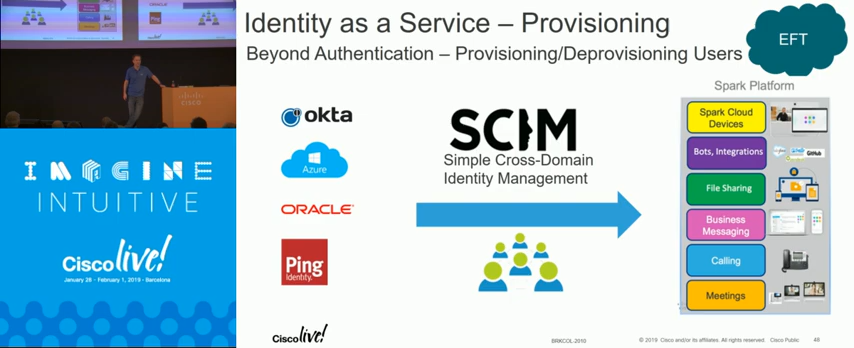 Identity as a Service – Provisioning
Beyond Authentication – Provisioning/Deprovisioning Users
EFT
Spark Platform
okta
Azure
ORACLE
Ping
Identity.
SCIM
Simple Cross-Domain
Identity Management
Spark Cloud
Devices
Bots, Integrations
GitHub
File Sharing
Business
Messaging
Calling
Meetings
CISCO
IMAGINE
INTUITIVE
Cisco live!
January 28 - February 1, 2019 · Barcelona
Cisco live!
BRKCOL-2010
© 2019 Cisco and/or its affiliates. All rights reserved. Cisco Public
48